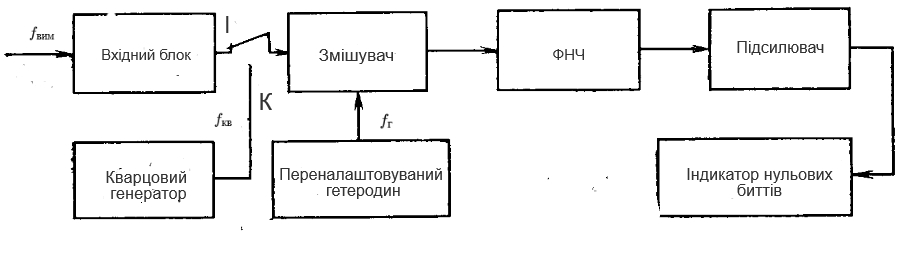 fвим
Вхідний блок
I
Змішувач
ФНЧ
Підсилювач
K
fкв
fг
Кварцовий
генератор
Переналаштовуваний
гетеродин
Індикатор нульових
биттів